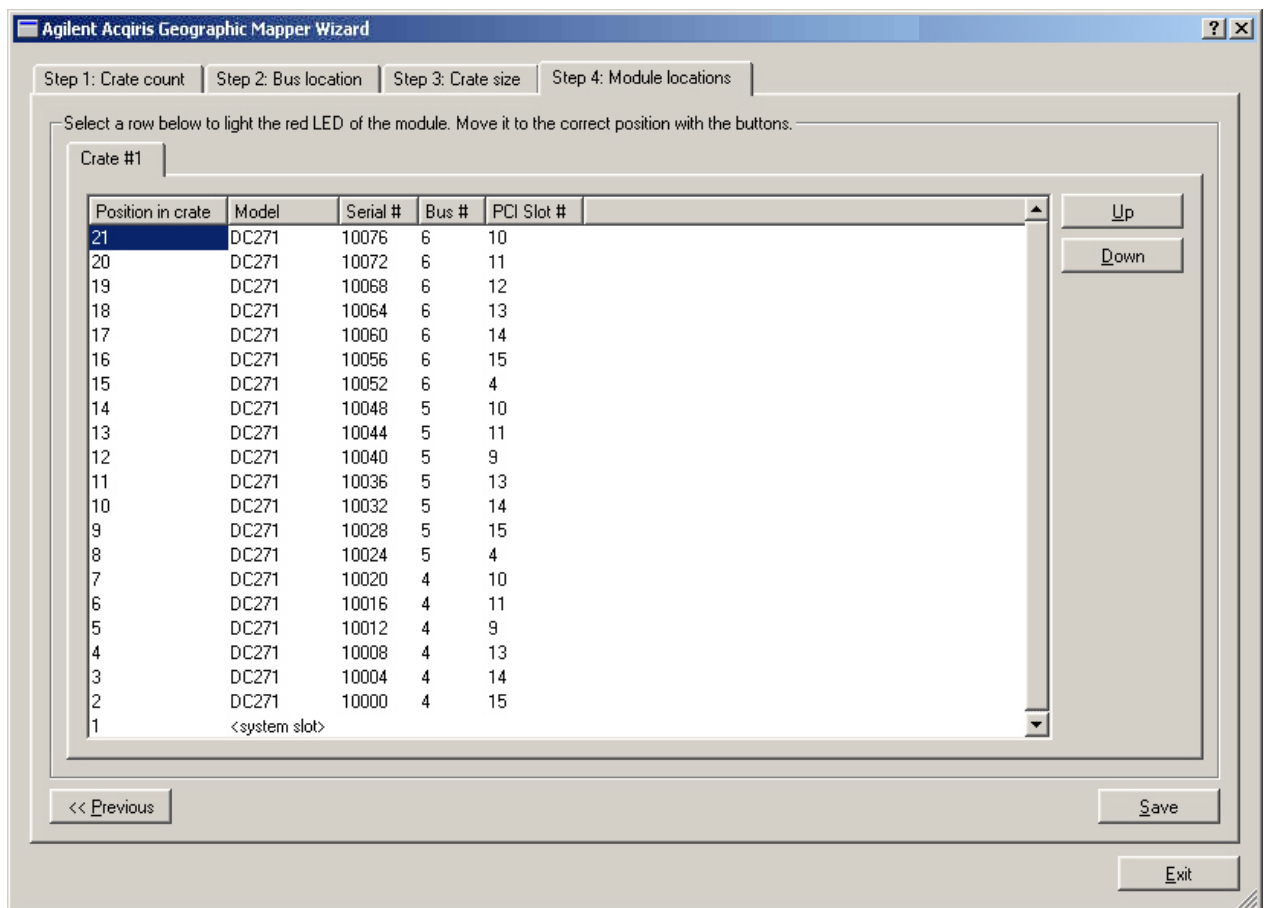 Agilent Acqiris Geographic Mapper Wizard
Step 1: Crate count Step 2: Bus location Step 3: Crate size Step 4: Module locations
Select a row below to light the red LED of the module. Move it to the correct position with the buttons.
Crate #1
Position in crate Model Serial # Bus # PCI Slot # Up
21 DC271 10076 6 10
20 DC271 10072 6 11 Down
19 DC271 10068 6 12
18 DC271 10064 6 13
17 DC271 10060 6 14
16 DC271 10056 6 15
15 DC271 10052 6 4
14 DC271 10048 5 10
13 DC271 10044 5 11
12 DC271 10040 5 9
11 DC271 10036 5 13
10 DC271 10032 5 14
9 DC271 10028 5 15
8 DC271 10024 5 4
7 DC271 10020 4 10
6 DC271 10016 4 11
5 DC271 10012 4 9
4 DC271 10008 4 13
3 DC271 10004 4 14
2 DC271 10000 4 15
1 <system slot>
<< Previous Save
Exit